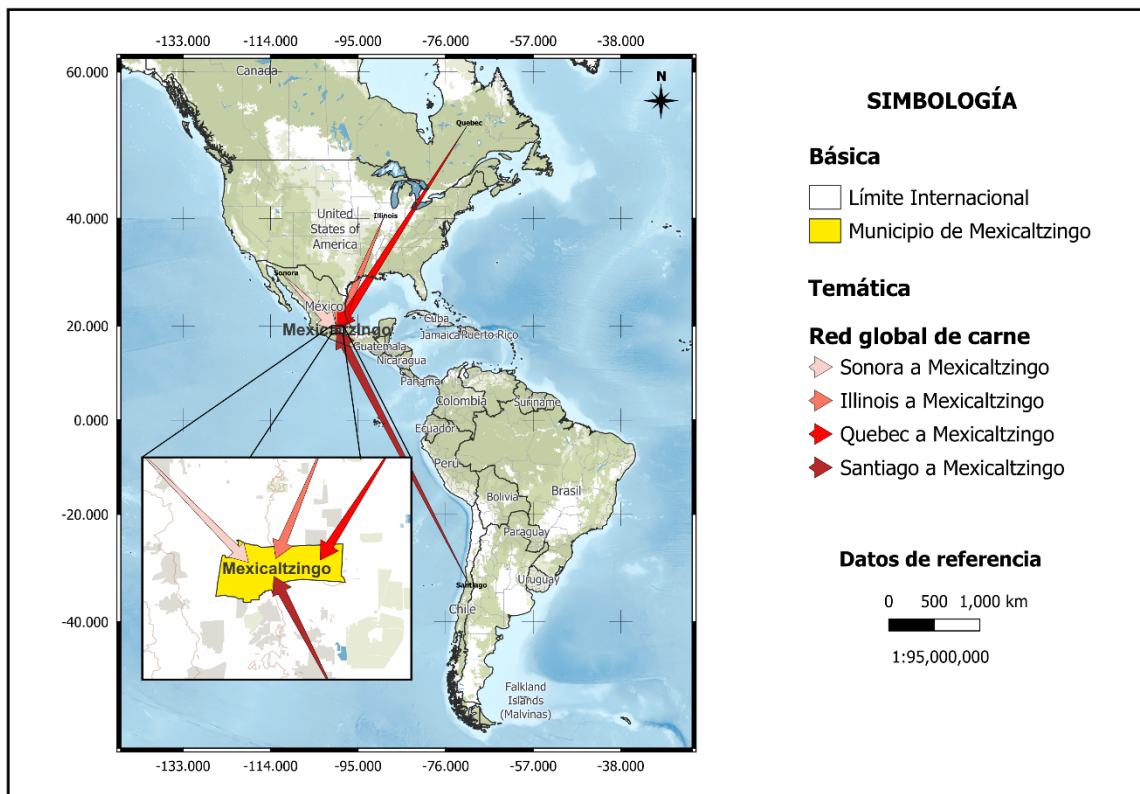 -133.000 -114.000 -95.000 -76.000 -57.000 -38.000
60.000
40.000
20.000
0.000
-20.000
-40.000
Canada
Quebec
N
United
States of
America
Illinois
Sonora
México
Mexicaltzingo
Cuba
Jamaica
Puerto Rico
Guatemala
Nicaragua
Panama
Colombia
Suriname
Ecuador
Perú
Brasil
Bolivia
Paraguay
Uruguay
Santiago
Chile
Falkland
Islands
(Malvinas)
Mexicaltzingo
-133.000 -114.000 -95.000 -76.000 -57.000 -38.000
SIMBOLOGÍA
Básica
Límite Internacional
Municipio de Mexicaltzingo
Temática
Red global de carne
Sonora a Mexicaltzingo
Illinois a Mexicaltzingo
Quebec a Mexicaltzingo
Santiago a Mexicaltzingo
Datos de referencia
0 500 1,000 km
1:95,000,000